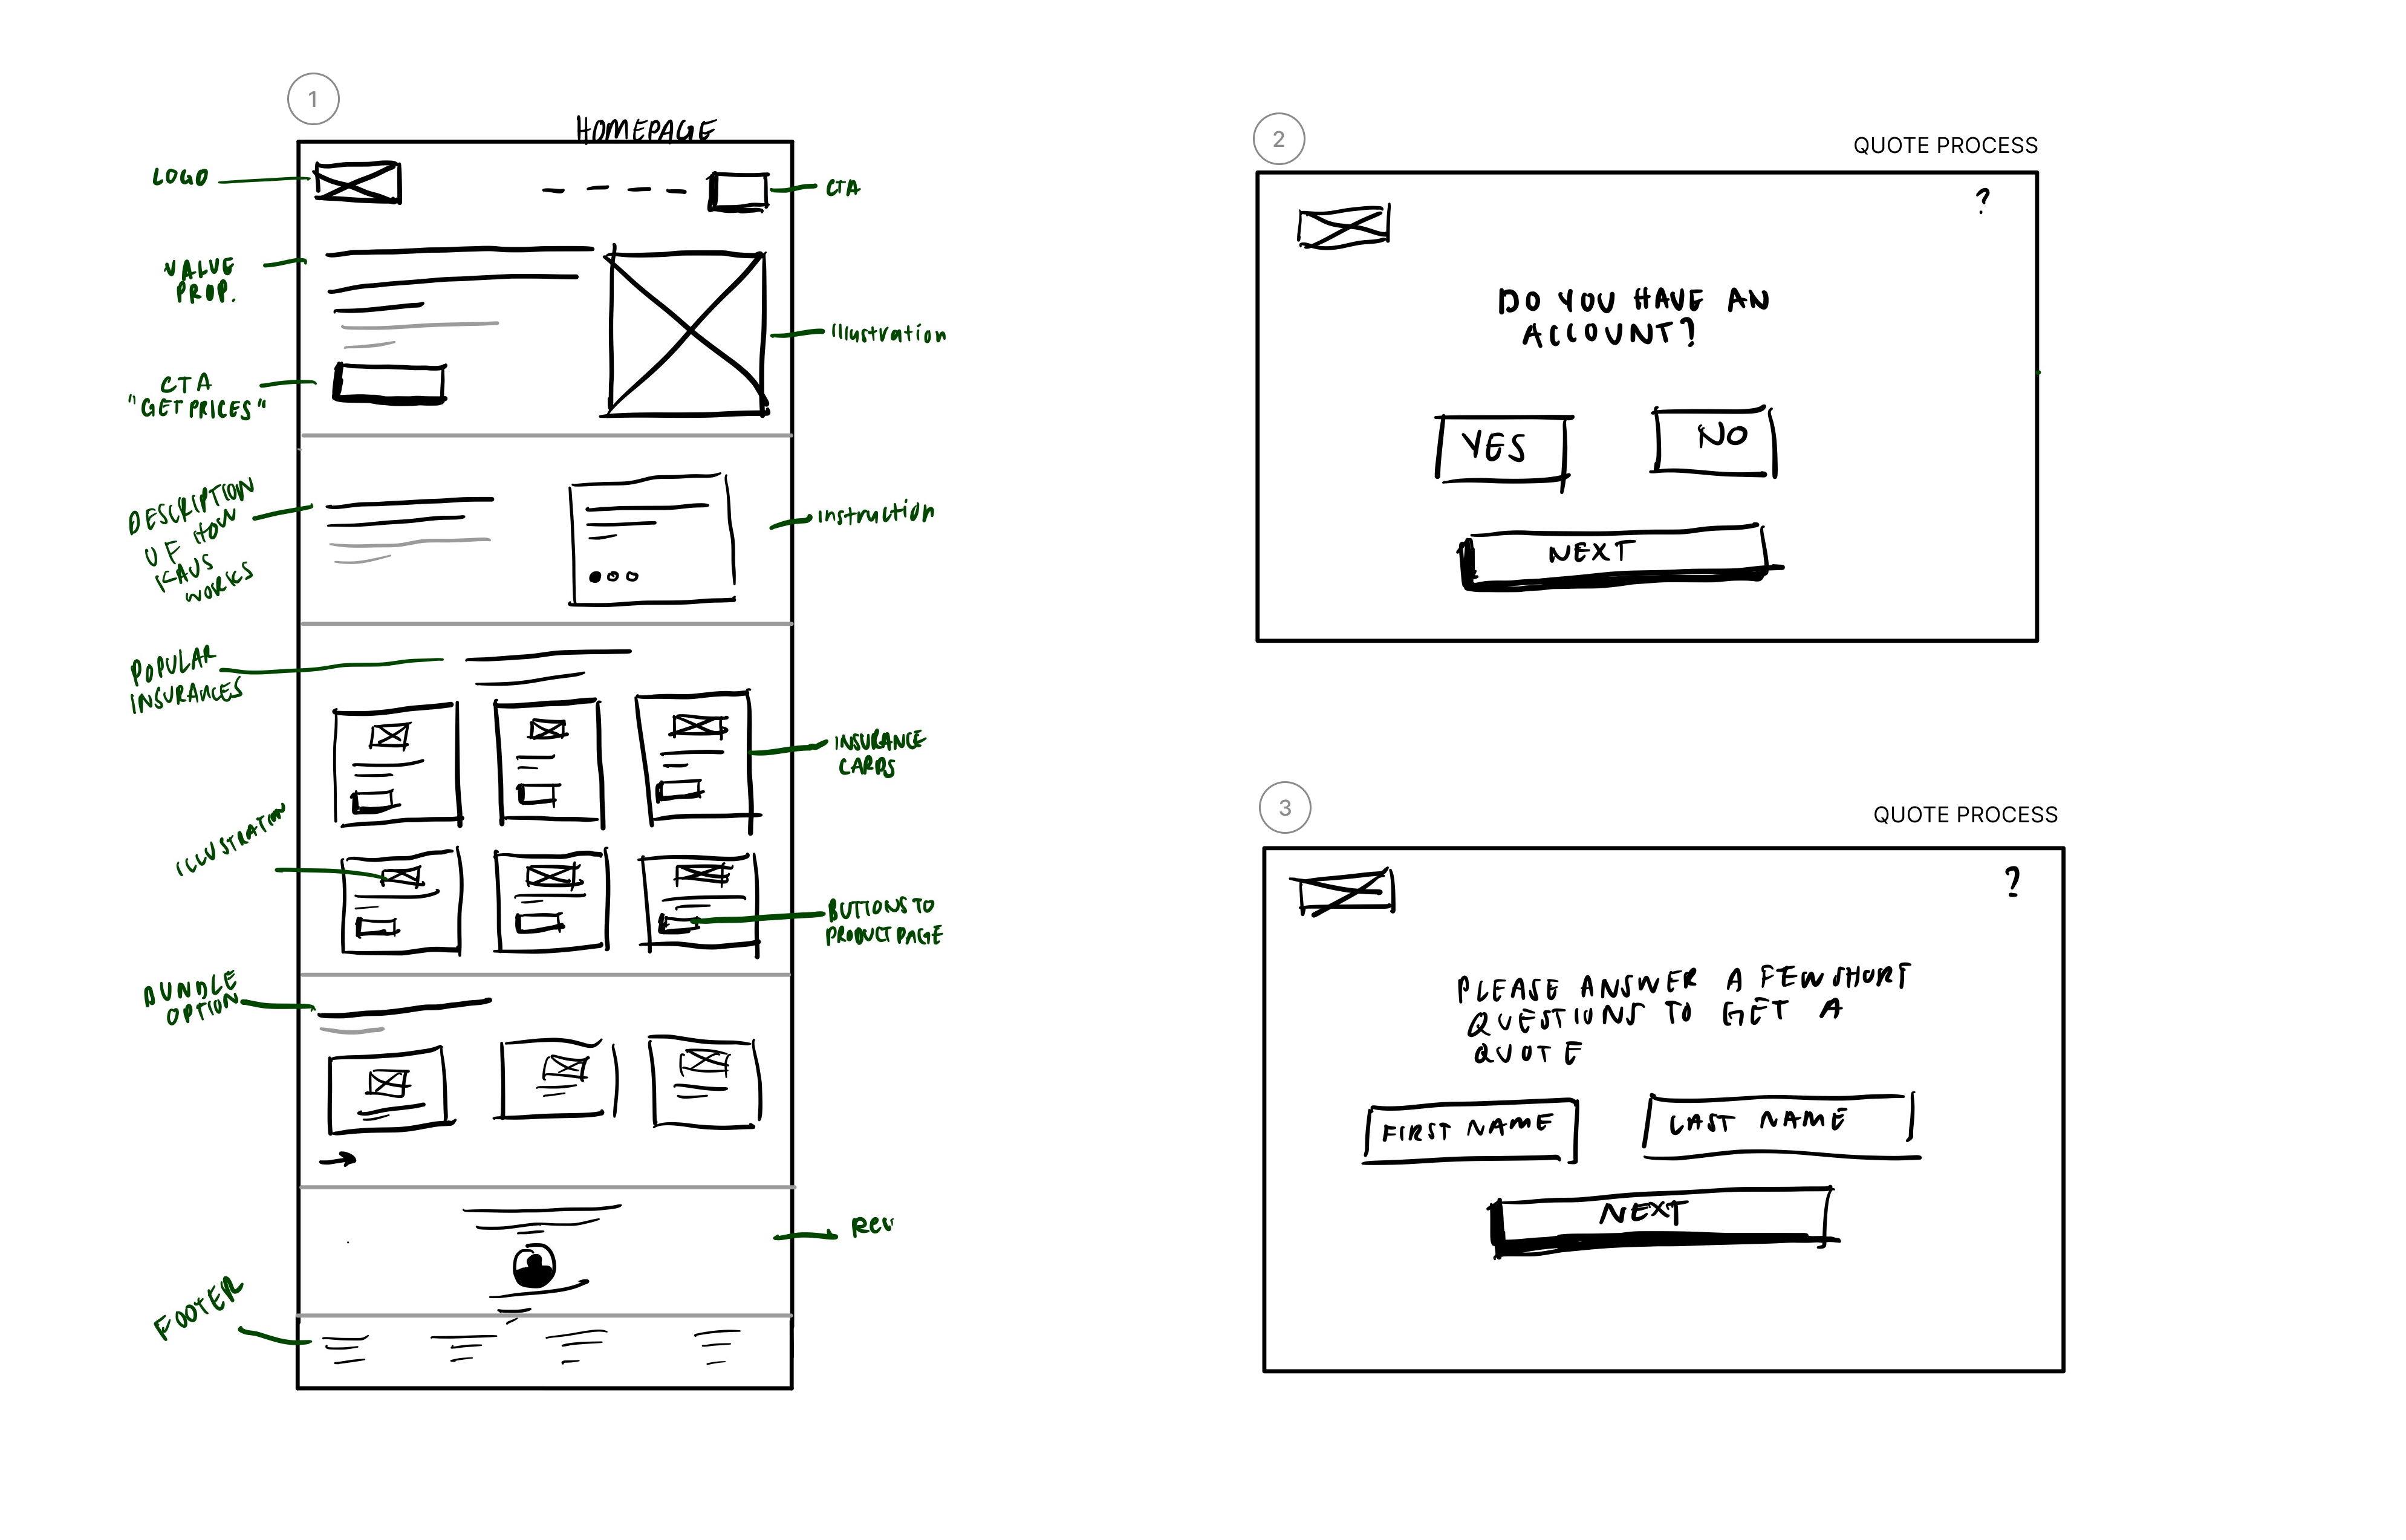 1
HOMEPAGE
LOGO
CTA
VALUE
PROP.
Illustration
CTA
"GET PRICES"
DESCRIPTION
OF HOW
KAUS
WORKS
Instruction
POPULAR
INSURANCES
INSURANCE
CARDS
ILLUSTRATION
BUTTONS TO
PRODUCT PAGE
BUNDLE
OPTION
REV
FOOTER
2
QUOTE PROCESS
?
DO YOU HAVE AN
ACCOUNT?
YES
NO
NEXT
3
QUOTE PROCESS
?
PLEASE ANSWER A FEW SHORT
QUESTIONS TO GET A
QUOTE
FIRST NAME
LAST NAME
NEXT